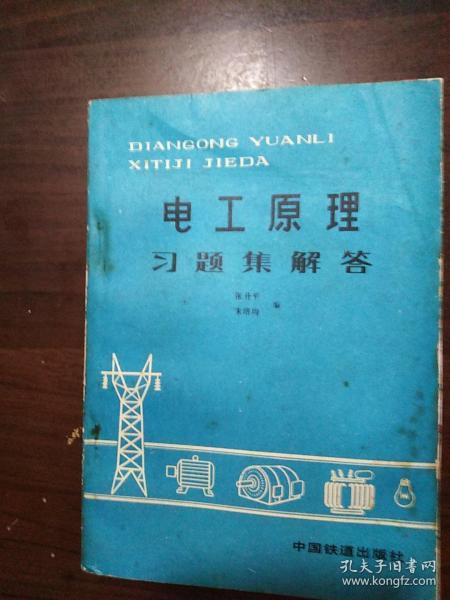 DIANGONG YUANLI
XITIJI JIEDA
电工原理
习题集解答
编
中国铁道出版社
孔夫子旧书网
www.kongfz.com